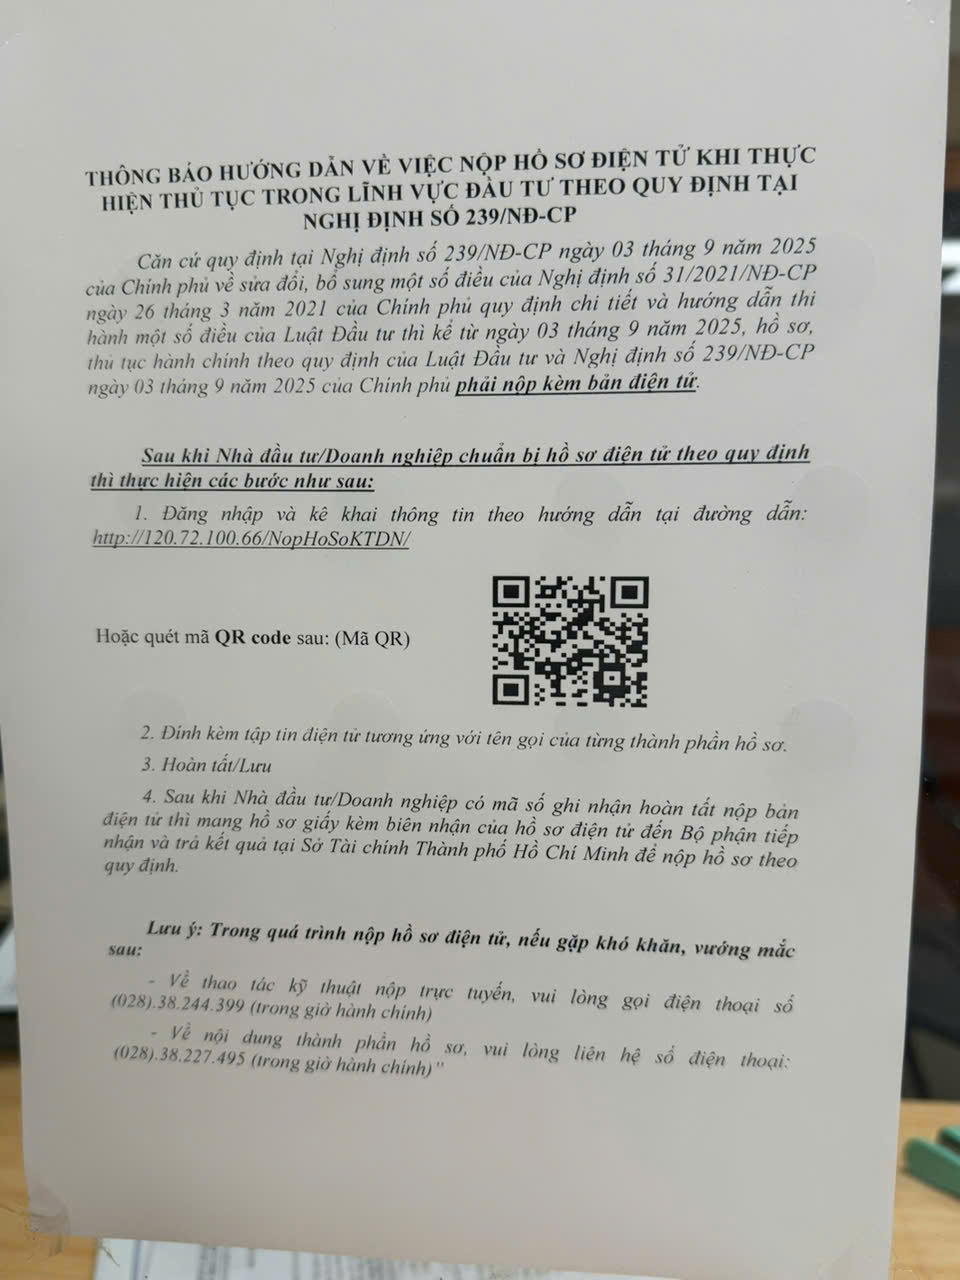 THÔNG BÁO HƯỚNG DẪN VỀ VIỆC NỘP HỒ SƠ ĐIỆN TỬ KHI THỰC
HIỆN THỦ TỤC TRONG LĨNH VỰC ĐẦU TƯ THEO QUY ĐỊNH TẠI
NGHỊ ĐỊNH SỐ 239/NĐ-CP
Căn cứ quy định tại Nghị định số 239/NĐ-CP ngày 03 tháng 9 năm 2025
của Chính phủ về sửa đổi, bổ sung một số điều của Nghị định số 31/2021/NĐ-CP
ngày 26 tháng 3 năm 2021 của Chính phủ quy định chi tiết và hướng dẫn thi
hành một số điều của Luật Đầu tư thì kể từ ngày 03 tháng 9 năm 2025, hồ sơ,
thủ tục hành chính theo quy định của Luật Đầu tư và Nghị định số 239/NĐ-CP
ngày 03 tháng 9 năm 2025 của Chính phủ phải nộp kèm bản điện tử.
Sau khi Nhà đầu tư/Doanh nghiệp chuẩn bị hồ sơ điện tử theo quy định
thì thực hiện các bước như sau:
1. Đăng nhập và kê khai thông tin theo hướng dẫn tại đường dẫn:
http://120.72.100.66/NopHoSoKTDN/
Hoặc quét mã QR code sau: (Mã QR)
2. Đính kèm tập tin điện tử tương ứng với tên gọi của từng thành phần hồ sơ.
3. Hoàn tất/Lưu
4. Sau khi Nhà đầu tư/Doanh nghiệp có mã số ghi nhận hoàn tất nộp bản
điện tử thì mang hồ sơ giấy kèm biên nhận của hồ sơ điện tử đến Bộ phận tiếp
nhận và trả kết quả tại Sở Tài chính Thành phố Hồ Chí Minh để nộp hồ sơ theo
quy định.
Lưu ý: Trong quá trình nộp hồ sơ điện tử, nếu gặp khó khăn, vướng mắc
sau:
- Về thao tác kỹ thuật nộp trực tuyến, vui lòng gọi điện thoại số
(028).38.244.399 (trong giờ hành chính)
- Về nội dung thành phần hồ sơ, vui lòng liên hệ số điện thoại:
(028).38.227.495 (trong giờ hành chính)"